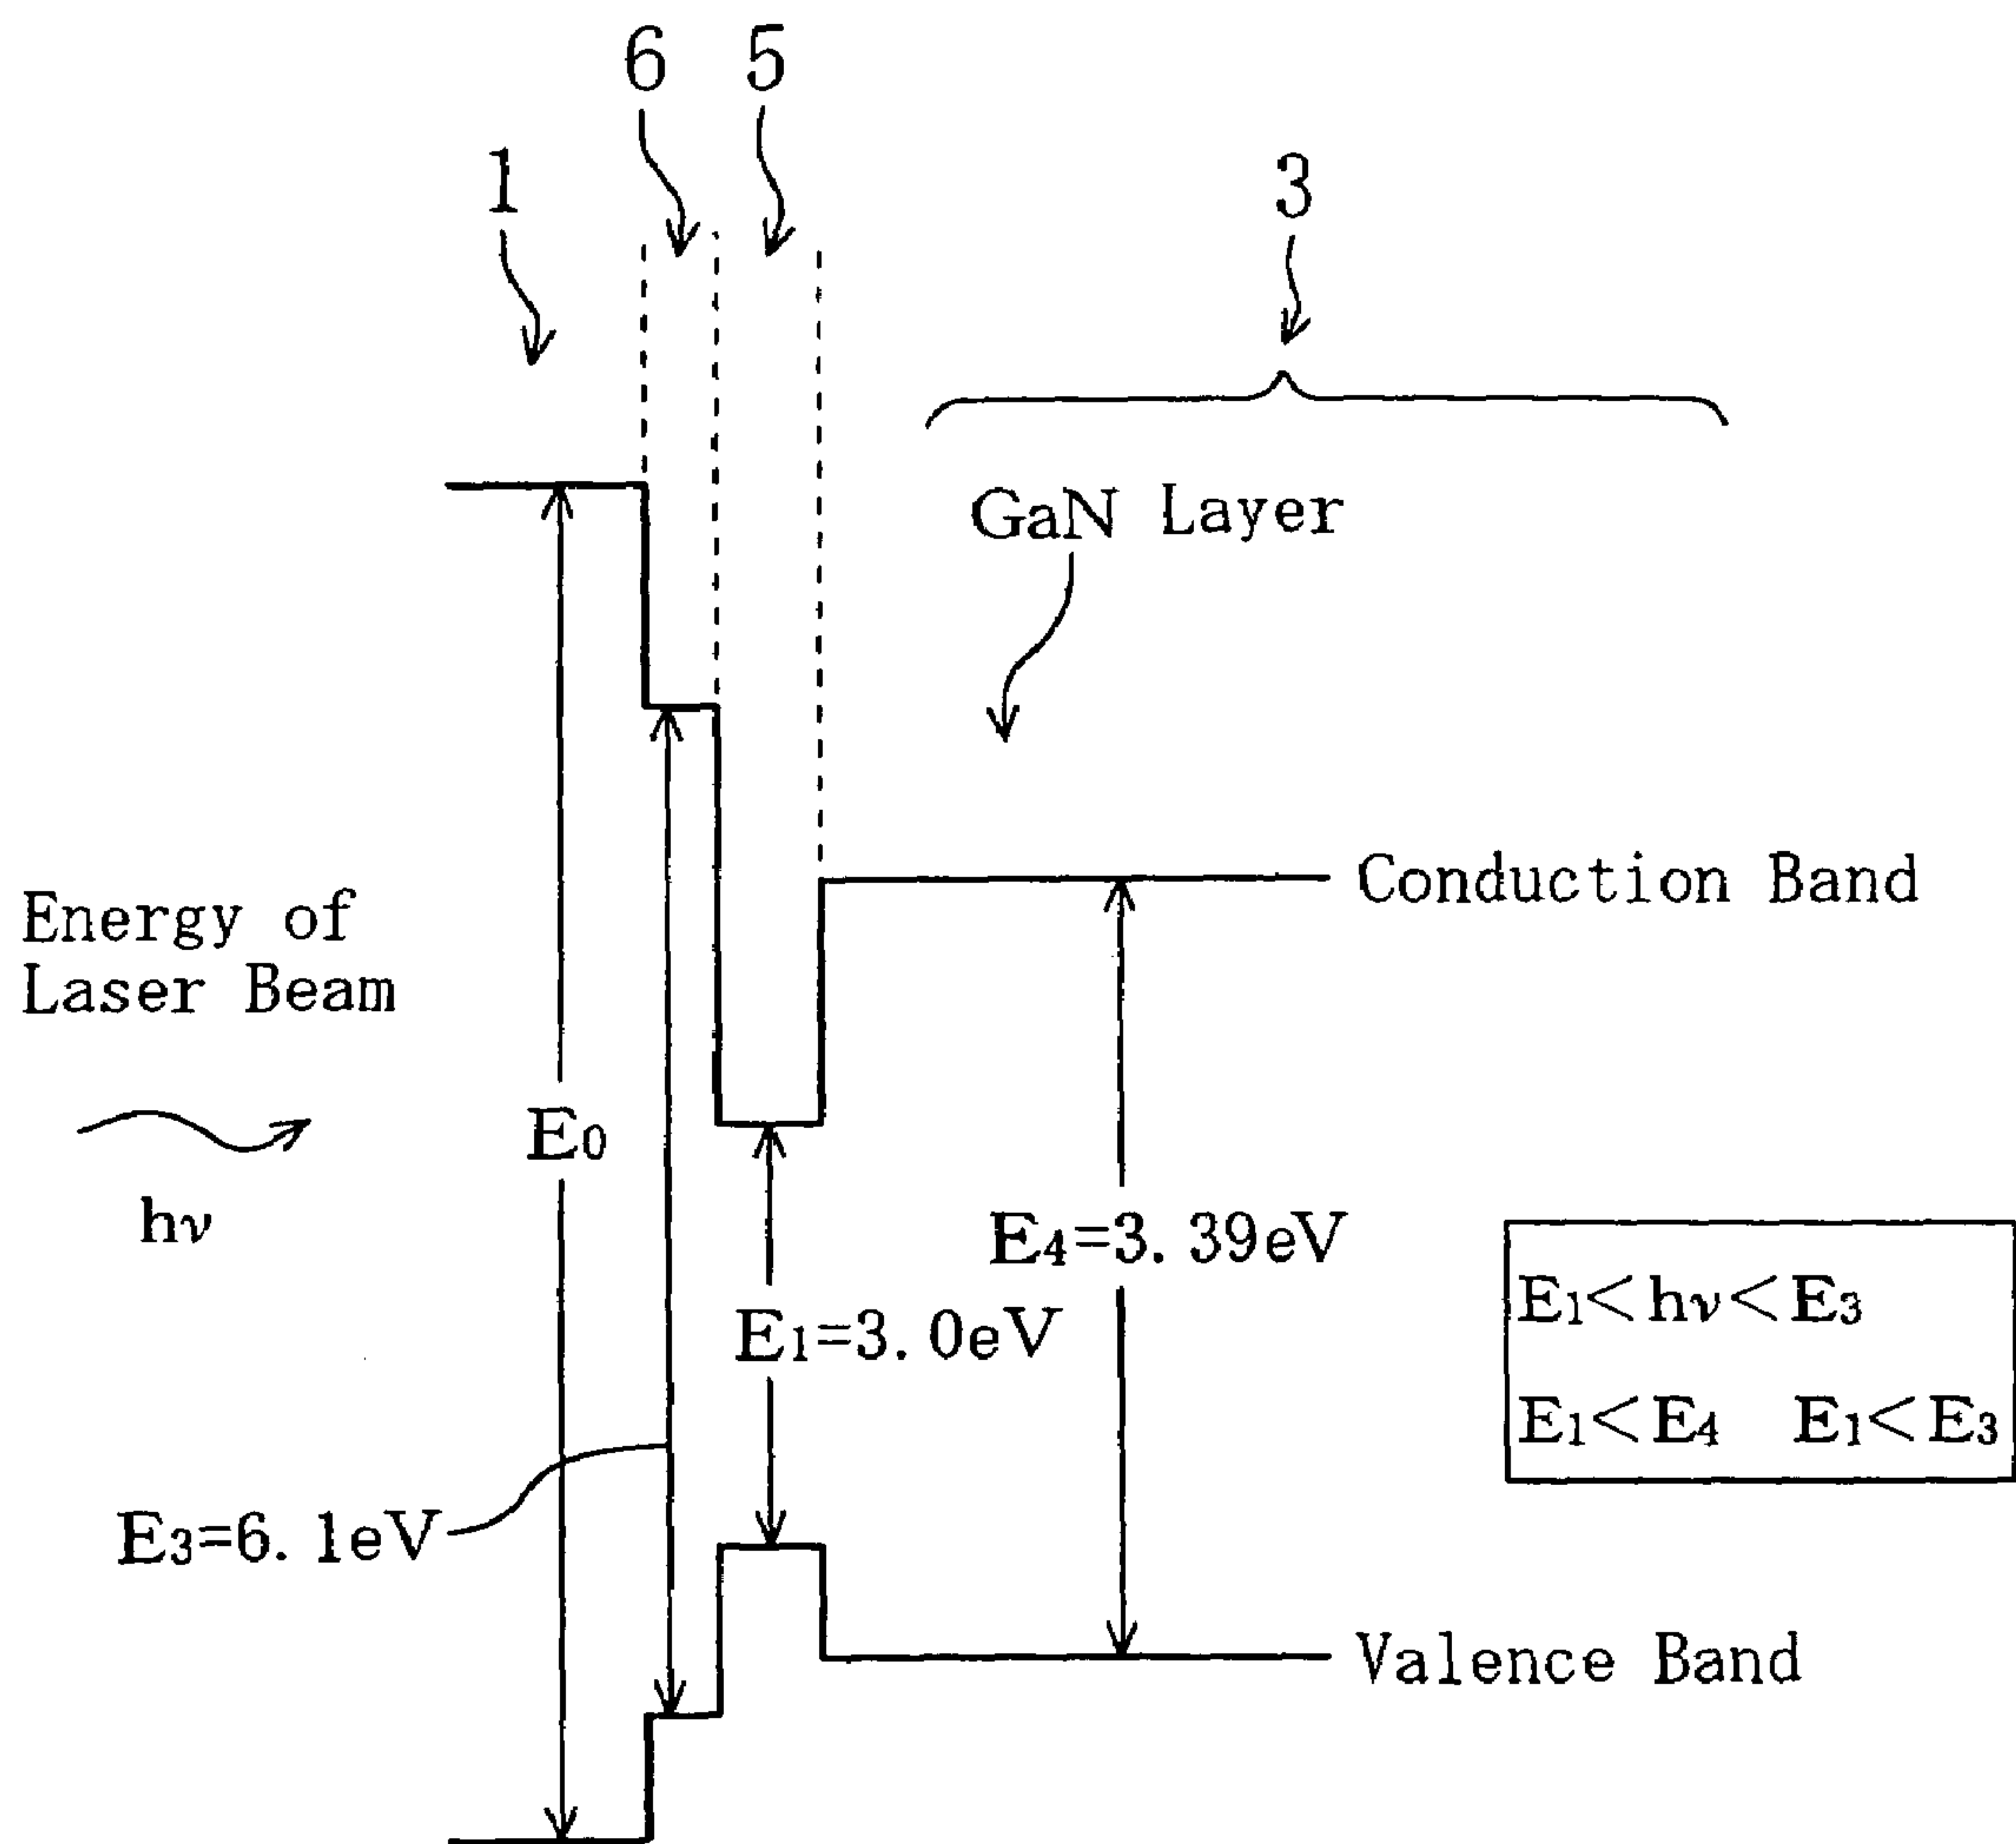 6 5
1
3
GaN Layer
Conduction Band
Energy of
Laser Beam
E0
hν
E4=3.39eV
E1<hν<E3
E1=3.0eV
E1<E4 E1<E3
E3=6.1eV
Valence Band